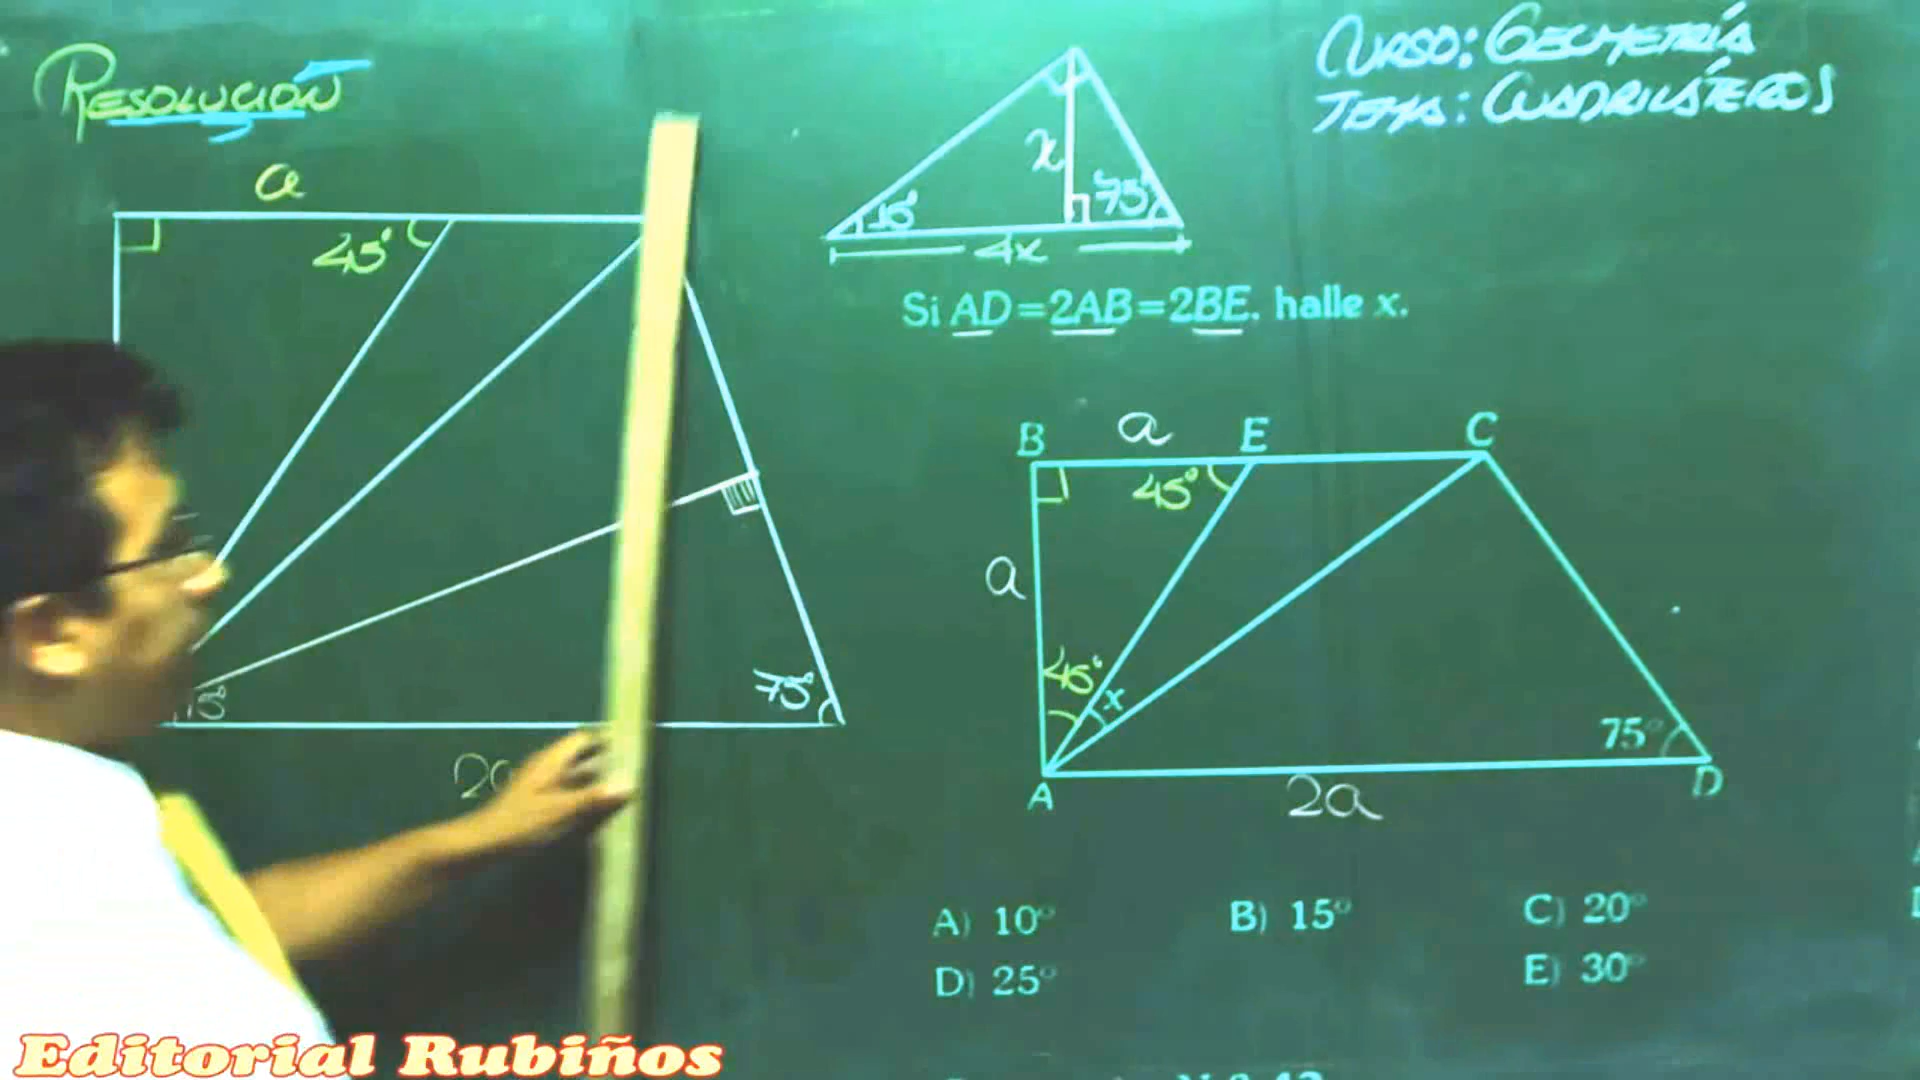 RESOLUCIÓN
CURSO: GEOMETRÍA
TEMA: CUADRILÁTEROS
x
15°
75°
4x
Si AD=2AB=2BE, halle x.
a
45°
75°
15°
B
a
E
C
45°
a
45°
x
75°
A
2a
D
A) 10°
B) 15°
C) 20°
D) 25°
E) 30°
Editorial Rubiños